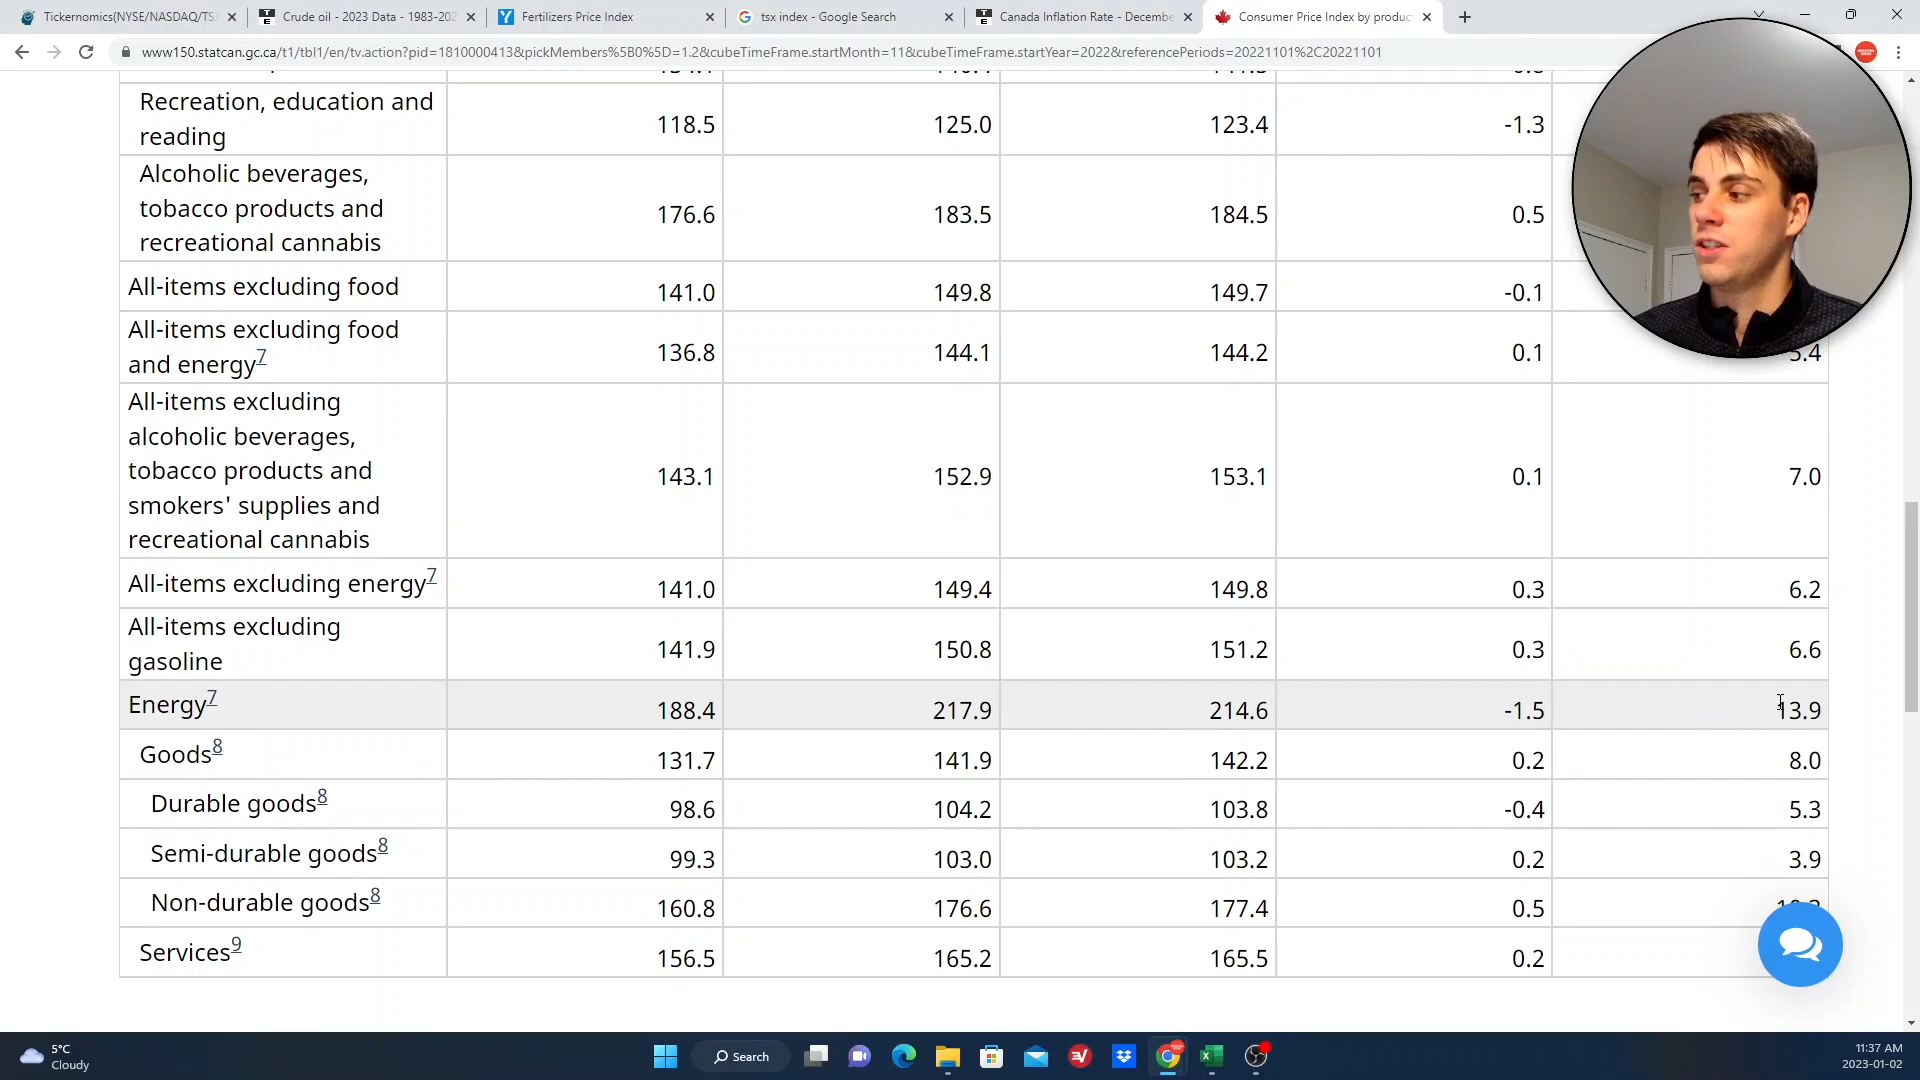 Tickernomics(NYSE/NASDAQ/TSX
Crude oil - 2023 Data - 1983-202
Fertilizers Price Index
tsx index - Google Search
Canada Inflation Rate - Decembe
Consumer Price Index by produc
www150.statcan.gc.ca/t1/tbl1/en/tv.action?pid=1810000413&pickMembers%5B0%5D=1.2&cubeTimeFrame.startMonth=11&cubeTimeFrame.startYear=2022&referencePeriods=20221101%2C20221101
Recreation, education and
reading
118.5 125.0 123.4 -1.3
Alcoholic beverages,
tobacco products and
recreational cannabis
176.6 183.5 184.5 0.5
All-items excluding food
141.0 149.8 149.7 -0.1
All-items excluding food
and energy7
136.8 144.1 144.2 0.1 5.4
All-items excluding
alcoholic beverages,
tobacco products and
smokers' supplies and
recreational cannabis
143.1 152.9 153.1 0.1 7.0
All-items excluding energy7
141.0 149.4 149.8 0.3 6.2
All-items excluding
gasoline
141.9 150.8 151.2 0.3 6.6
Energy7
188.4 217.9 214.6 -1.5 13.9
Goods8
131.7 141.9 142.2 0.2 8.0
Durable goods8
98.6 104.2 103.8 -0.4 5.3
Semi-durable goods8
99.3 103.0 103.2 0.2 3.9
Non-durable goods8
160.8 176.6 177.4 0.5
Services9
156.5 165.2 165.5 0.2
5°C
Cloudy
Search
11:37 AM
2023-01-02